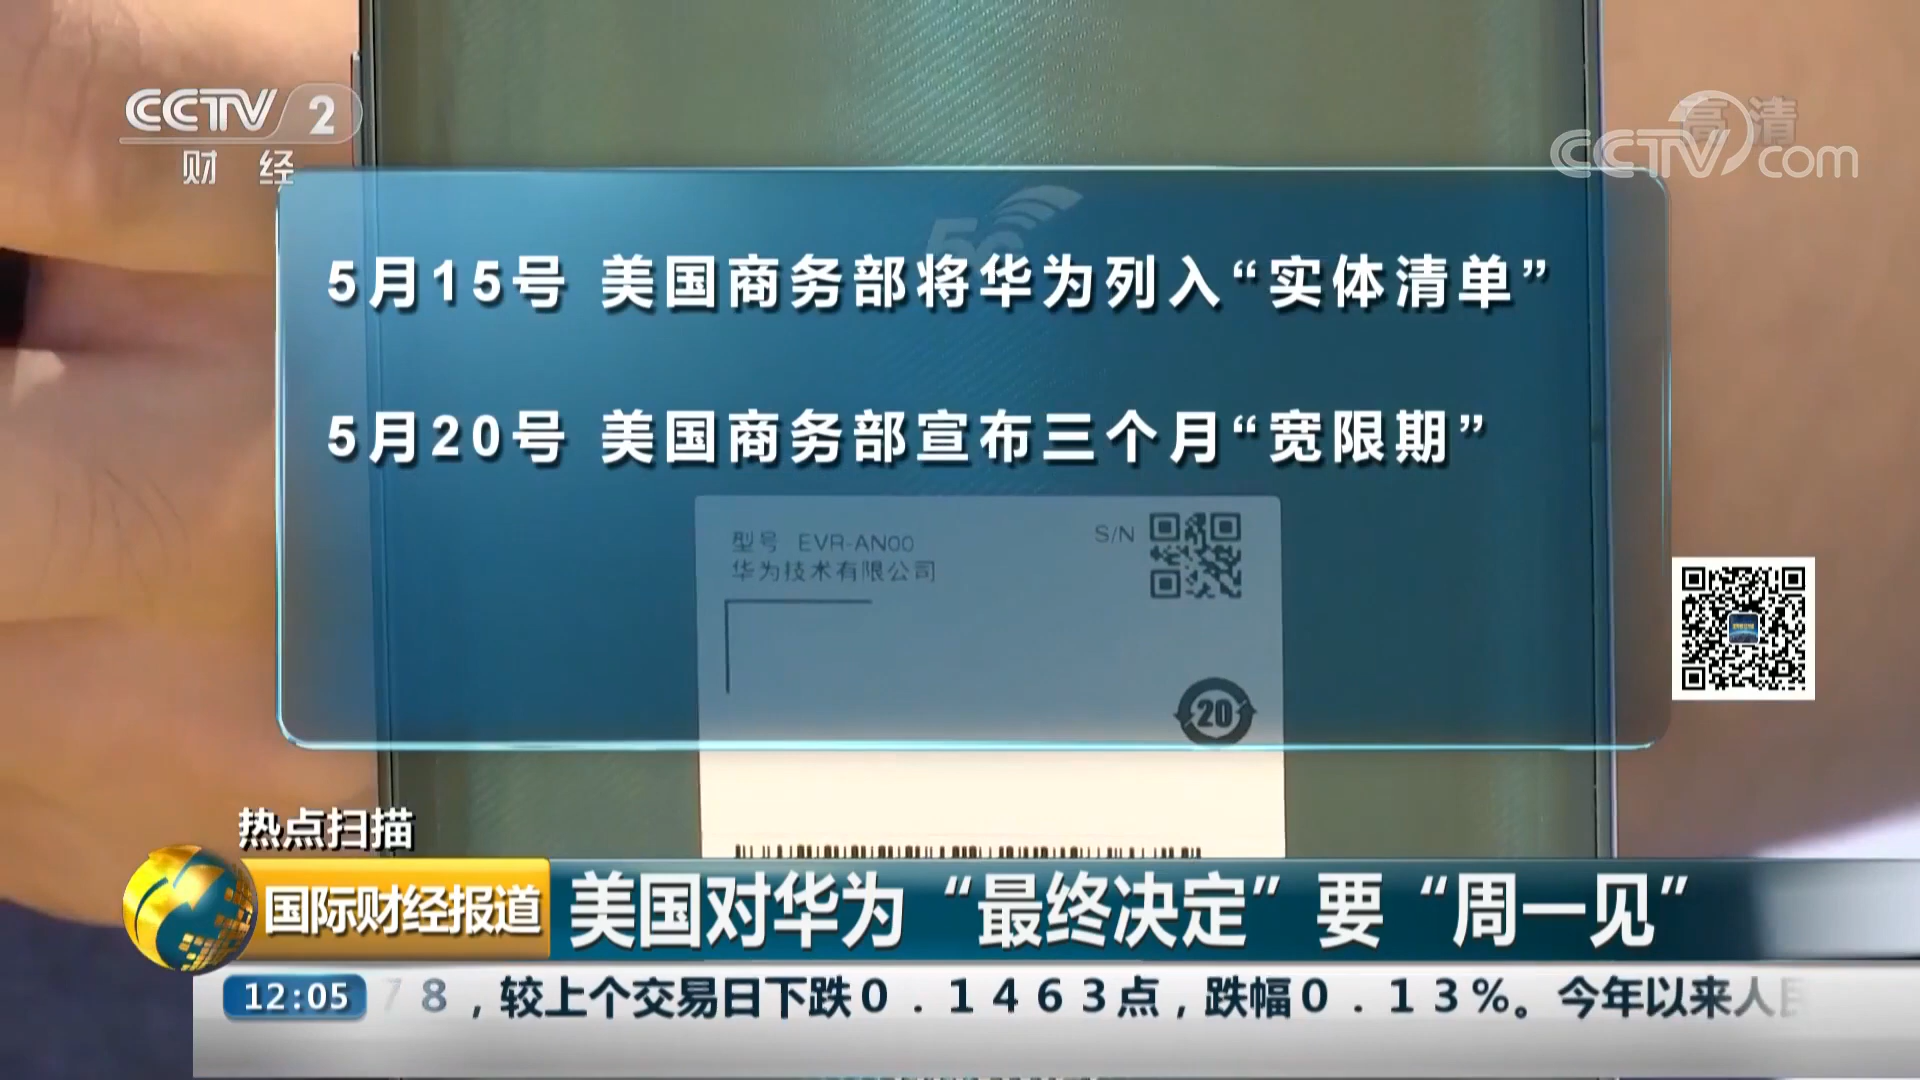 CCTV 2
财 经
高清
CCTV com
5G
5月15号 美国商务部将华为列入“实体清单”
5月20号 美国商务部宣布三个月“宽限期”
型号 EVR-AN00
S/N
华为技术有限公司
20
热点扫描
国际财经报道
美国对华为“最终决定”要“周一见”
12:05
78，较上个交易日下跌0.1463点，跌幅0.13%。今年以来人民